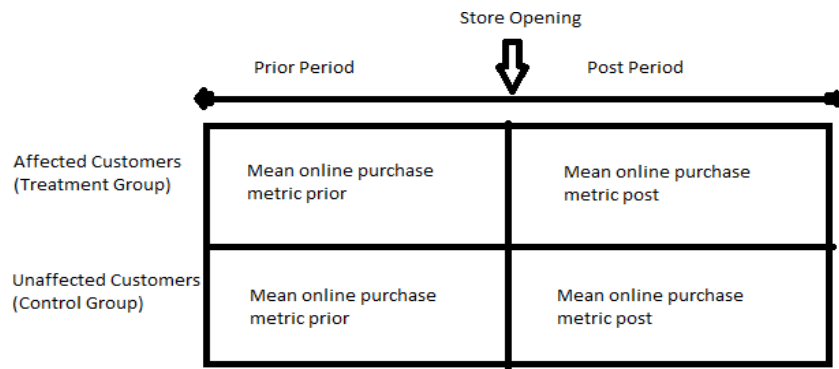 Store Opening
Prior Period
Post Period
Affected Customers
(Treatment Group)
Mean online purchase
metric prior
Mean online purchase
metric post
Unaffected Customers
(Control Group)
Mean online purchase
metric prior
Mean online purchase
metric post